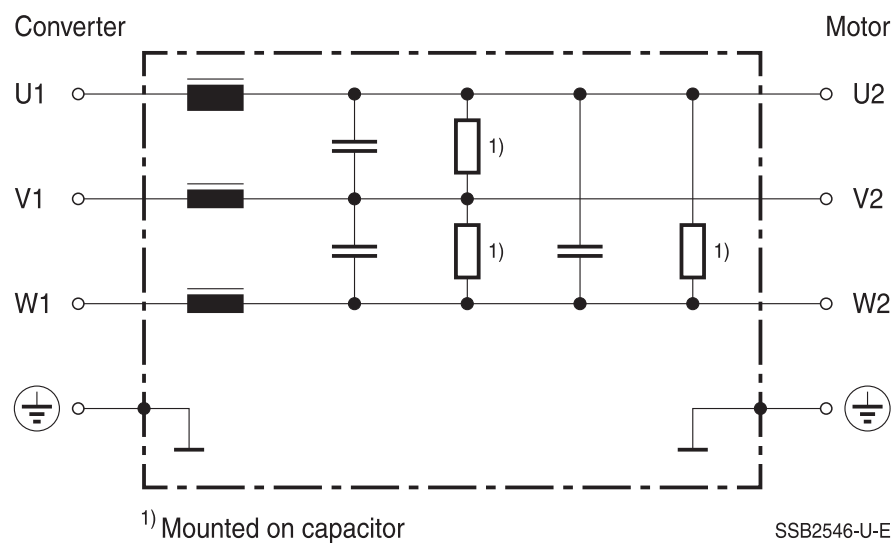 Converter Motor
U1 U2
1)
V1 V2
1) 1)
W1 W2
1) Mounted on capacitor
SSB2546-U-E